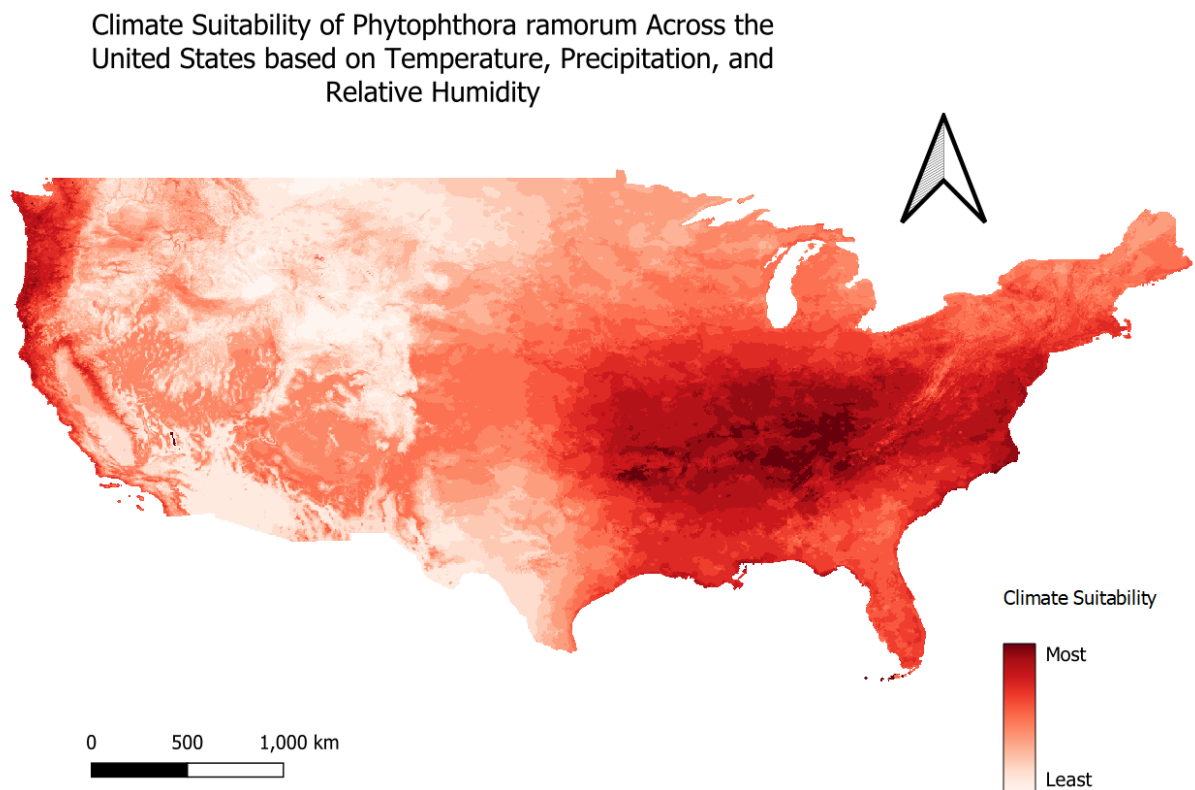 Climate Suitability of Phytophthora ramorum Across the
United States based on Temperature, Precipitation, and
Relative Humidity
Climate Suitability
Most
Least
0 500 1,000 km